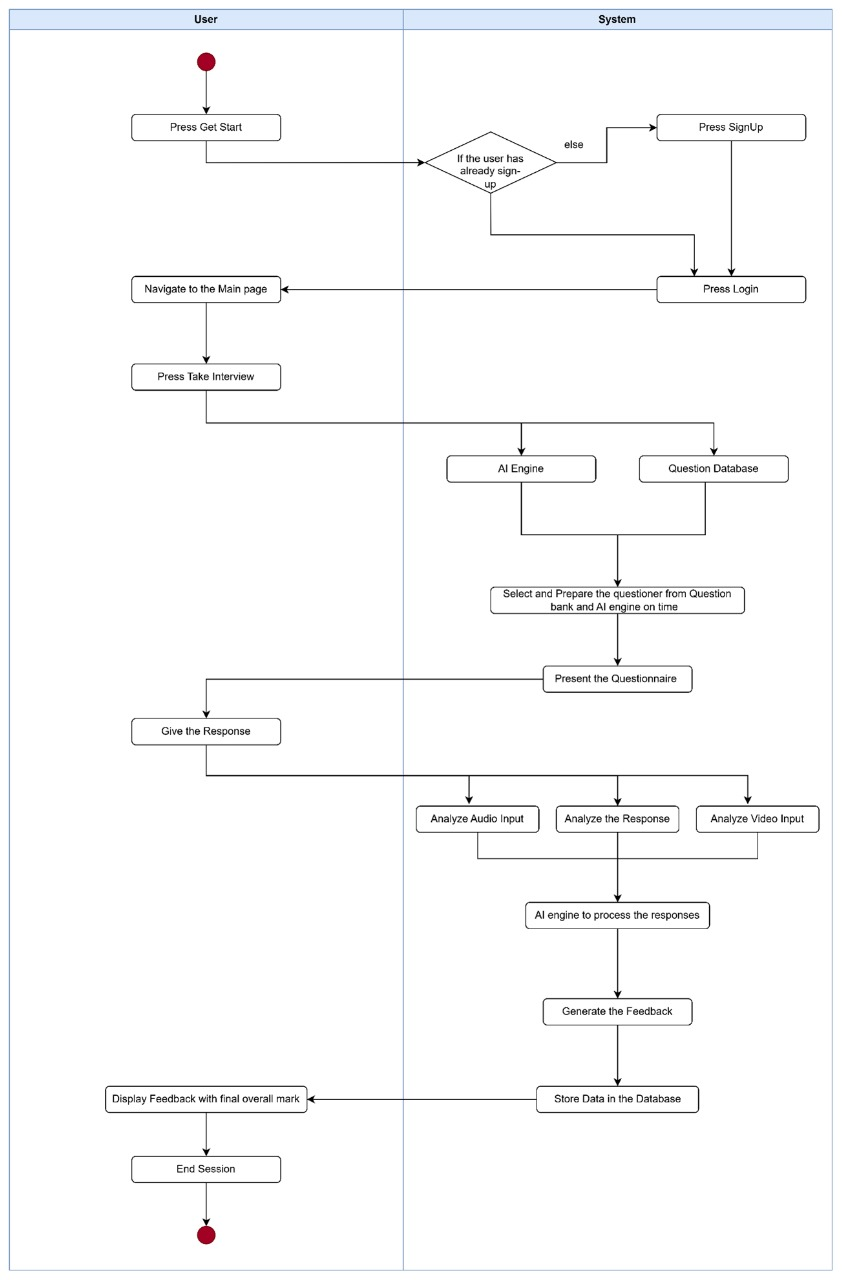 User
System
Press Get Start
If the user has
already sign-
up
else
Press SignUp
Navigate to the Main page
Press Login
Press Take Interview
AI Engine
Question Database
Select and Prepare the questioner from Question
bank and AI engine on time
Present the Questionnaire
Give the Response
Analyze Audio Input
Analyze the Response
Analyze Video Input
AI engine to process the responses
Generate the Feedback
Display Feedback with final overall mark
Store Data in the Database
End Session